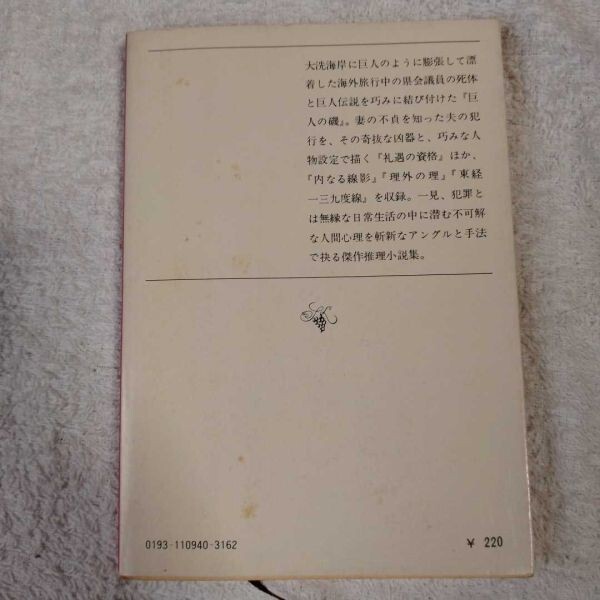 大洗海岸に巨人のように膨張して漂
着した海外旅行中の県会議員の死体
と巨人伝説を巧みに結び付けた『巨
人の磯』。妻の不貞を知った夫の犯
行を、その奇抜な凶器と、巧みな人
物設定で描く『礼遇の資格』ほか、
『内なる線影』『理外の理』『東経
一三九度線』を収録。一見、犯罪と
は無縁な日常生活の中に潜む不可解
な人間心理を斬新なアングルと手法
で抉る傑作推理小説集。
0193-110940-3162
¥ 220